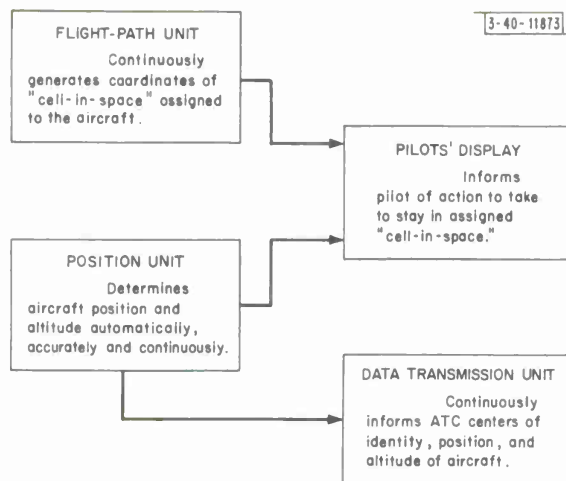 3-40-11873
FLIGHT-PATH UNIT
Continuously
generates coordinates of
"cell-in-space" assigned
to the aircraft.
PILOTS' DISPLAY
Informs
pilot of action to take
to stay in assigned
"cell-in-space."
POSITION UNIT
Determines
aircraft position and
altitude automatically,
accurately and continuously.
DATA TRANSMISSION UNIT
Continuously
informs ATC centers of
identity, position, and
altitude of aircraft.